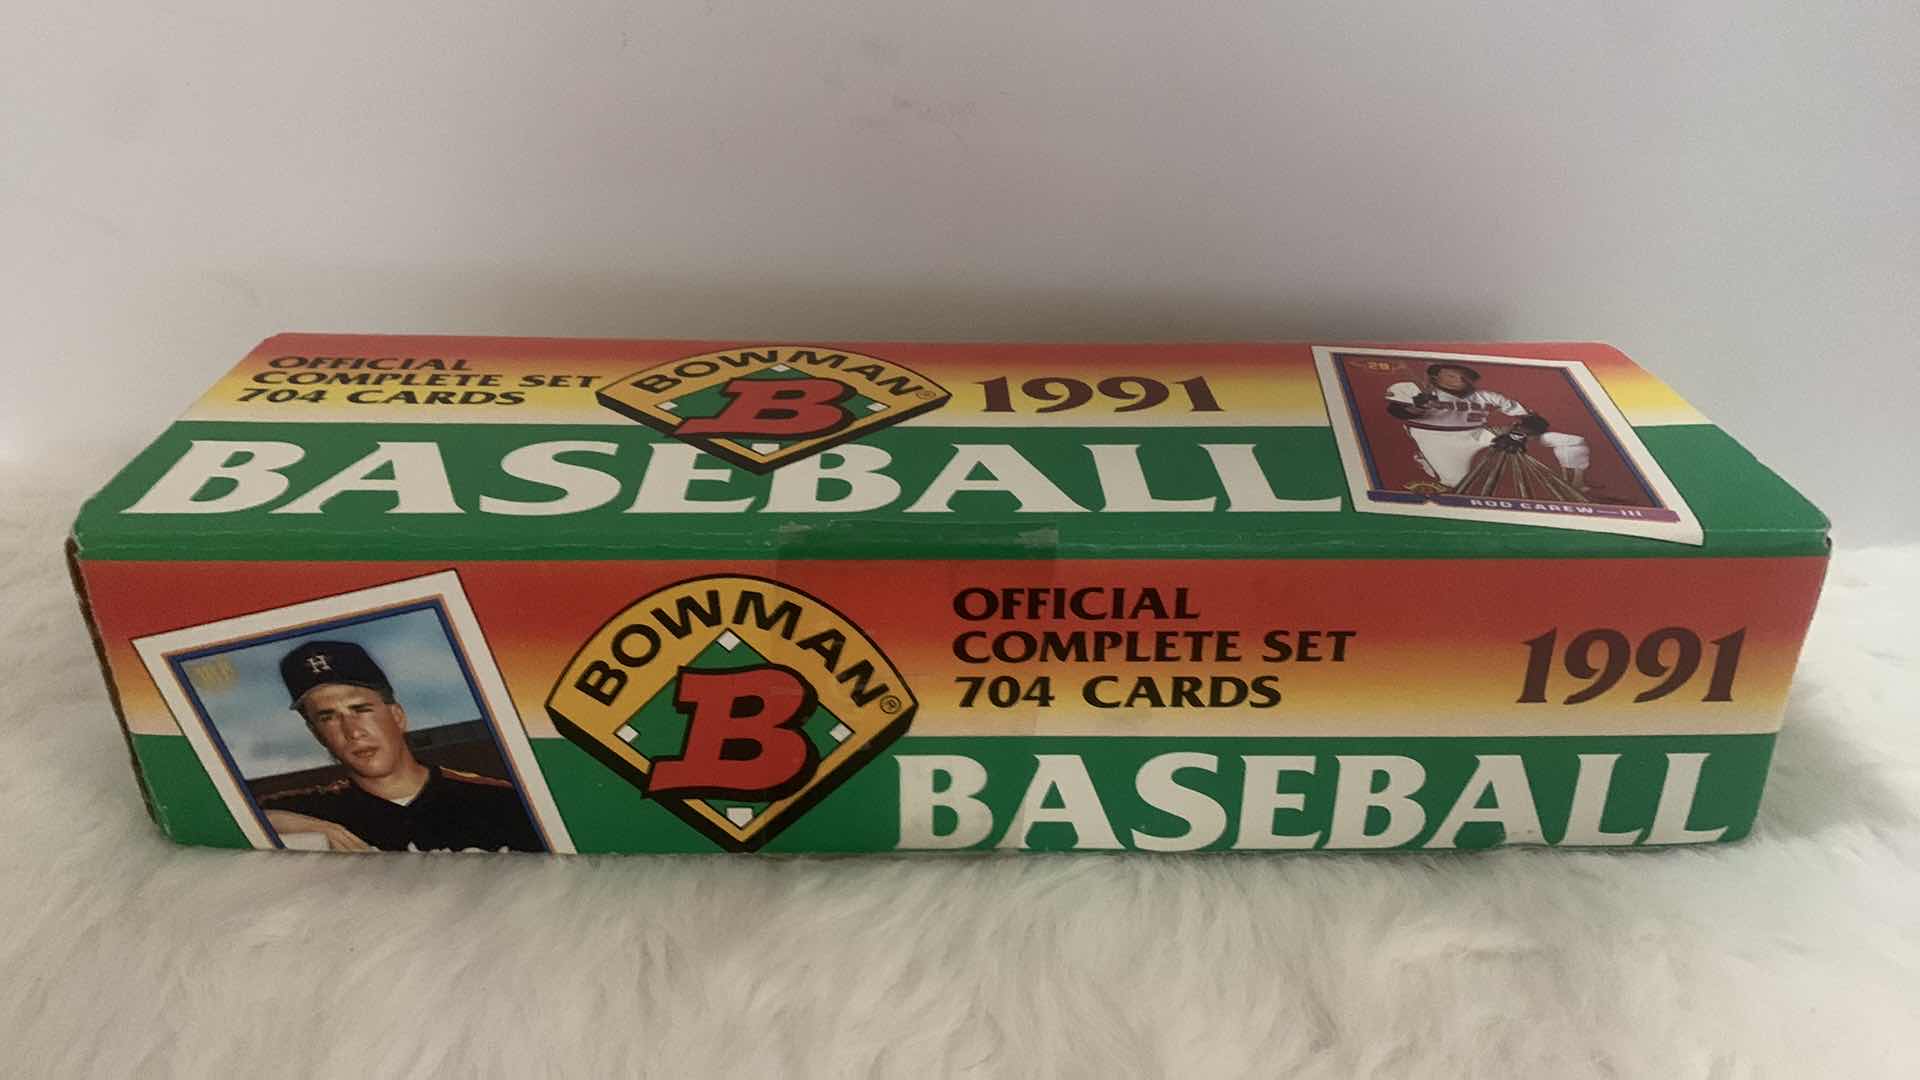 OFFICIAL
COMPLETE SET
704 CARDS
BOWMAN®
B
1991
BASEBALL
28
ROD CAREW—III
H
BOWMAN®
B
OFFICIAL
COMPLETE SET
704 CARDS
1991
BASEBALL